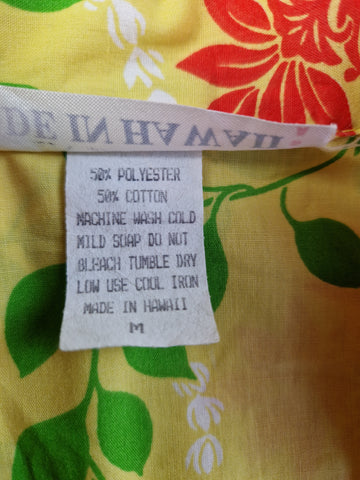 DE IN HAWAII
50% POLYESTER
50% COTTON
MACHINE WASH COLD
MILD SOAP DO NOT
BLEACH TUMBLE DRY
LOW USE COOL IRON
MADE IN HAWAII
M